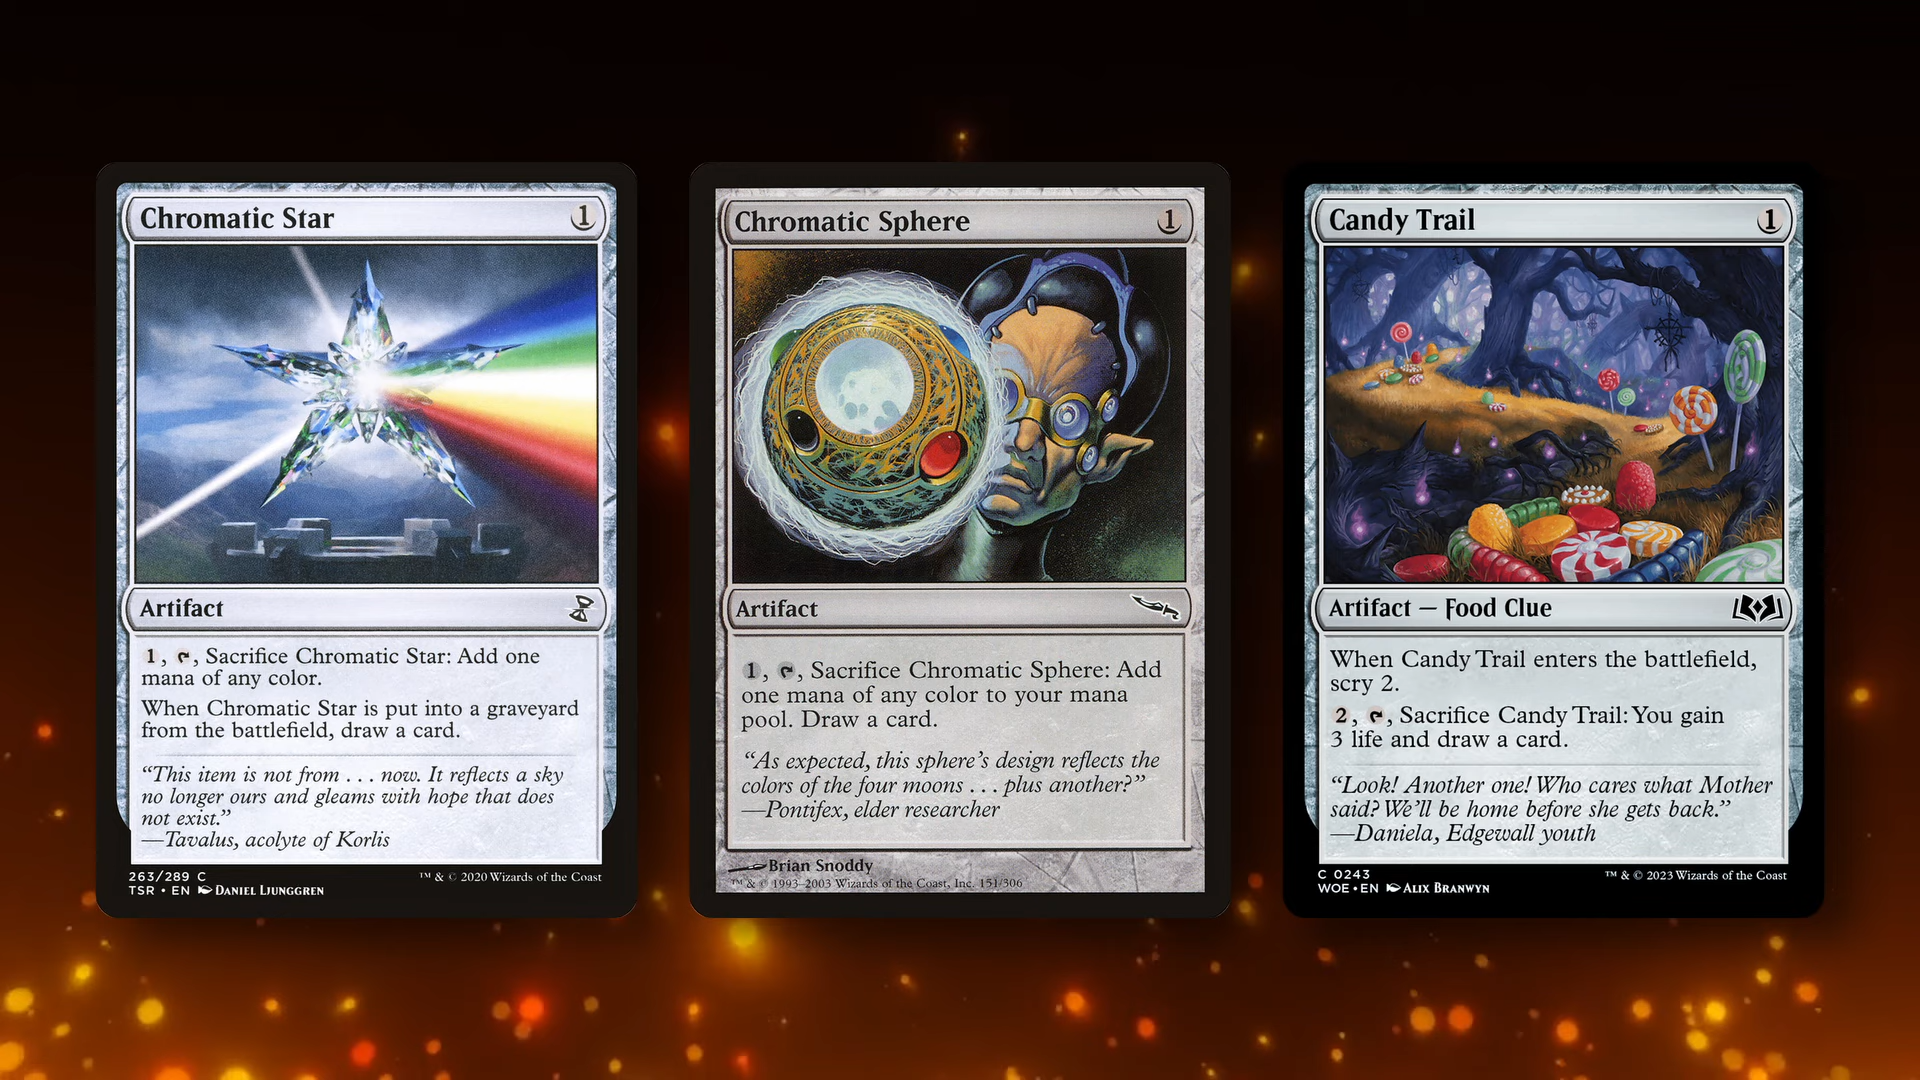 Chromatic Star 1
Artifact
1, , Sacrifice Chromatic Star: Add one
mana of any color.
When Chromatic Star is put into a graveyard
from the battlefield, draw a card.
“This item is not from . . . now. It reflects a sky
no longer ours and gleams with hope that does
not exist.”
—Tavalus, acolyte of Korlis
263/289 C
TSR • EN Daniel Ljunggren
™ & © 2020 Wizards of the Coast
Chromatic Sphere 1
Artifact
1, , Sacrifice Chromatic Sphere: Add
one mana of any color to your mana
pool. Draw a card.
“As expected, this sphere’s design reflects the
colors of the four moons . . . plus another?”
—Pontifex, elder researcher
Brian Snoddy
™ & © 1993–2003 Wizards of the Coast, Inc. 151/306
Candy Trail 1
Artifact — Food Clue
When Candy Trail enters the battlefield,
scry 2.
2, , Sacrifice Candy Trail: You gain
3 life and draw a card.
“Look! Another one! Who cares what Mother
said? We’ll be home before she gets back.”
—Daniela, Edgewall youth
C 0243
WOE • EN Alix Branwyn
™ & © 2023 Wizards of the Coast